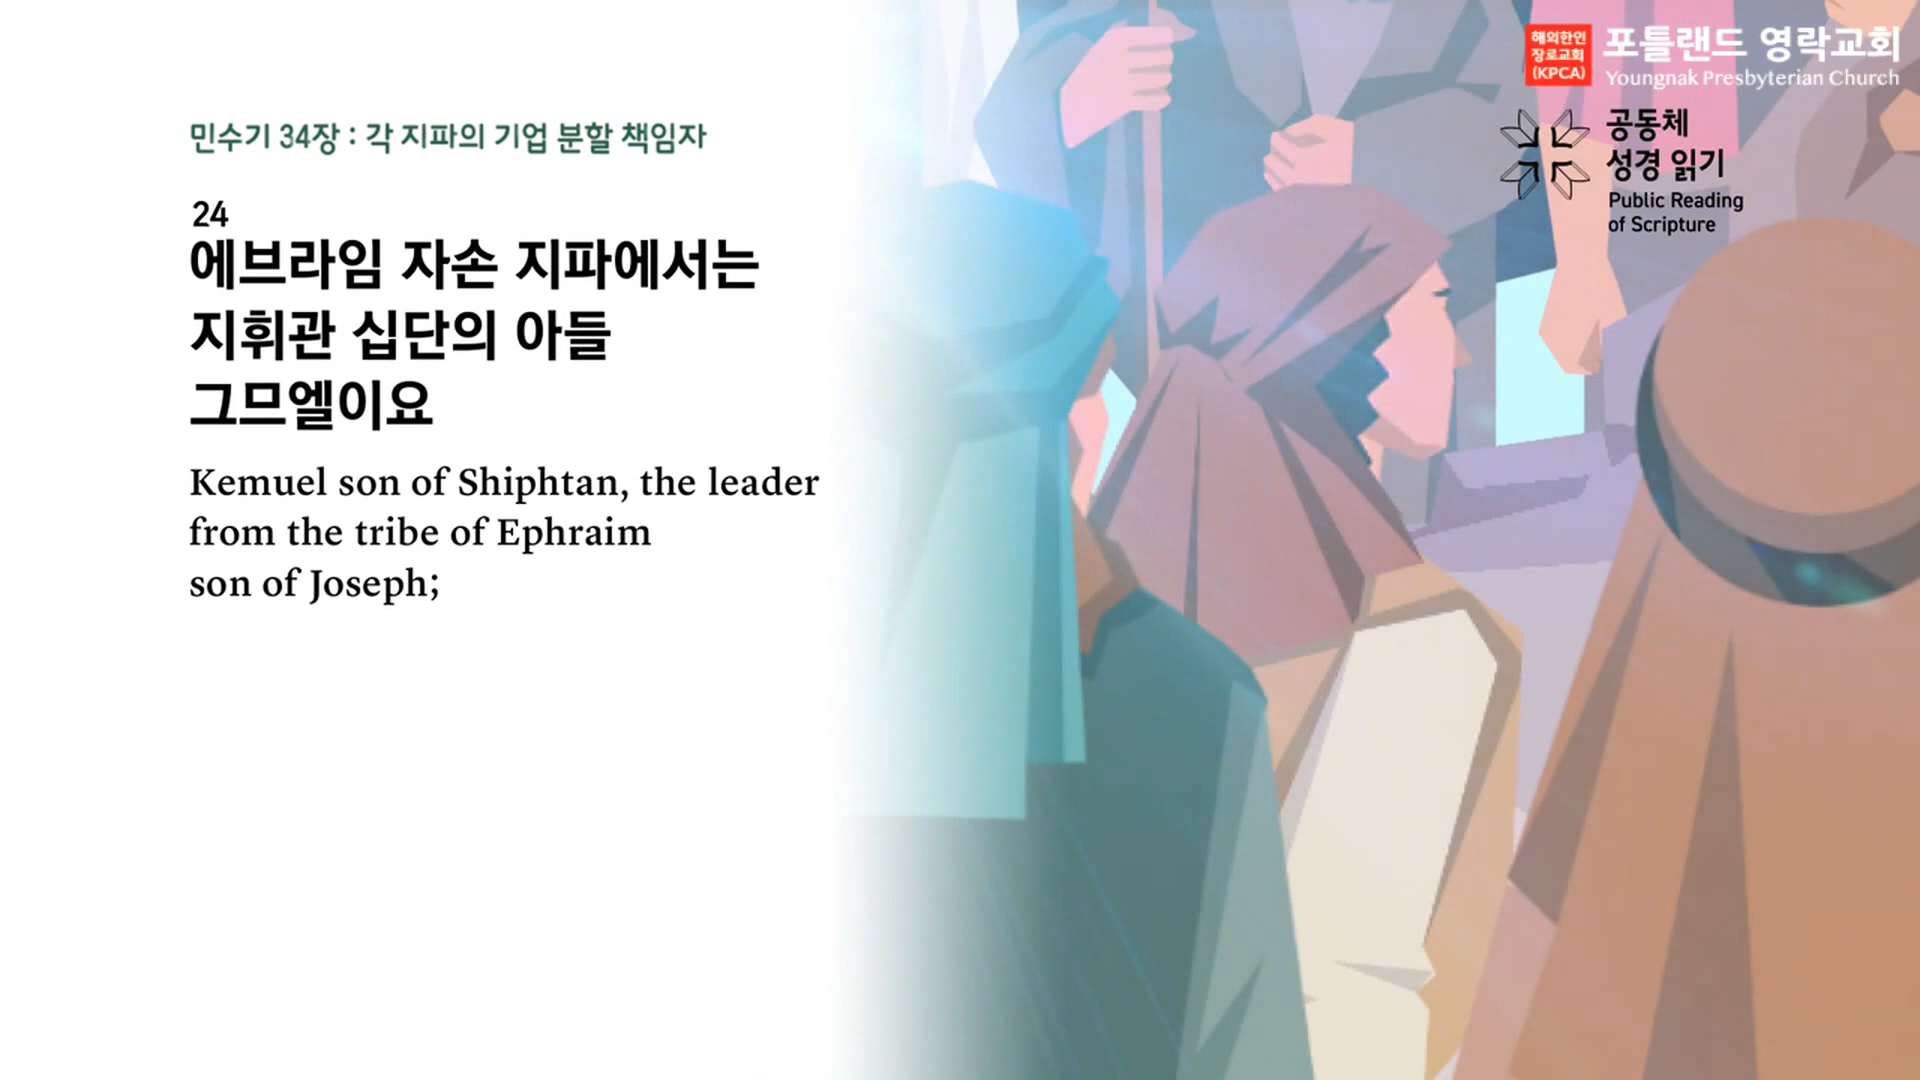 해외한인
장로교회
(KPCA)
포틀랜드 영락교회
Youngnak Presbyterian Church
공동체
성경 읽기
Public Reading
of Scripture
민수기 34장 : 각 지파의 기업 분할 책임자
24
에브라임 자손 지파에서는
지휘관 십단의 아들
그므엘이요
Kemuel son of Shiphtan, the leader
from the tribe of Ephraim
son of Joseph;